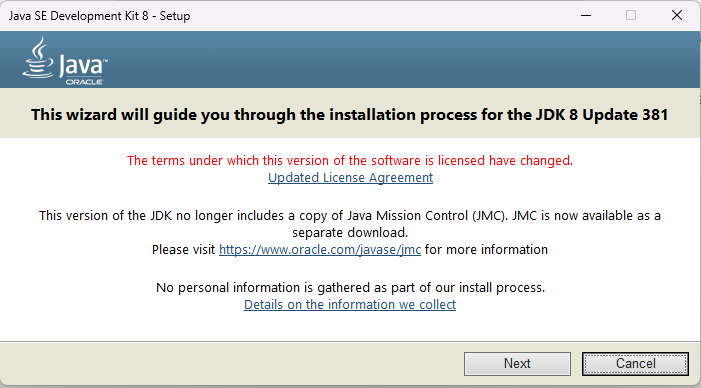 Java SE Development Kit 8 - Setup
Java™
ORACLE
This wizard will guide you through the installation process for the JDK 8 Update 381
The terms under which this version of the software is licensed have changed.
Updated License Agreement
This version of the JDK no longer includes a copy of Java Mission Control (JMC). JMC is now available as a
separate download.
Please visit https://www.oracle.com/javase/jmc for more information
No personal information is gathered as part of our install process.
Details on the information we collect
Next
Cancel